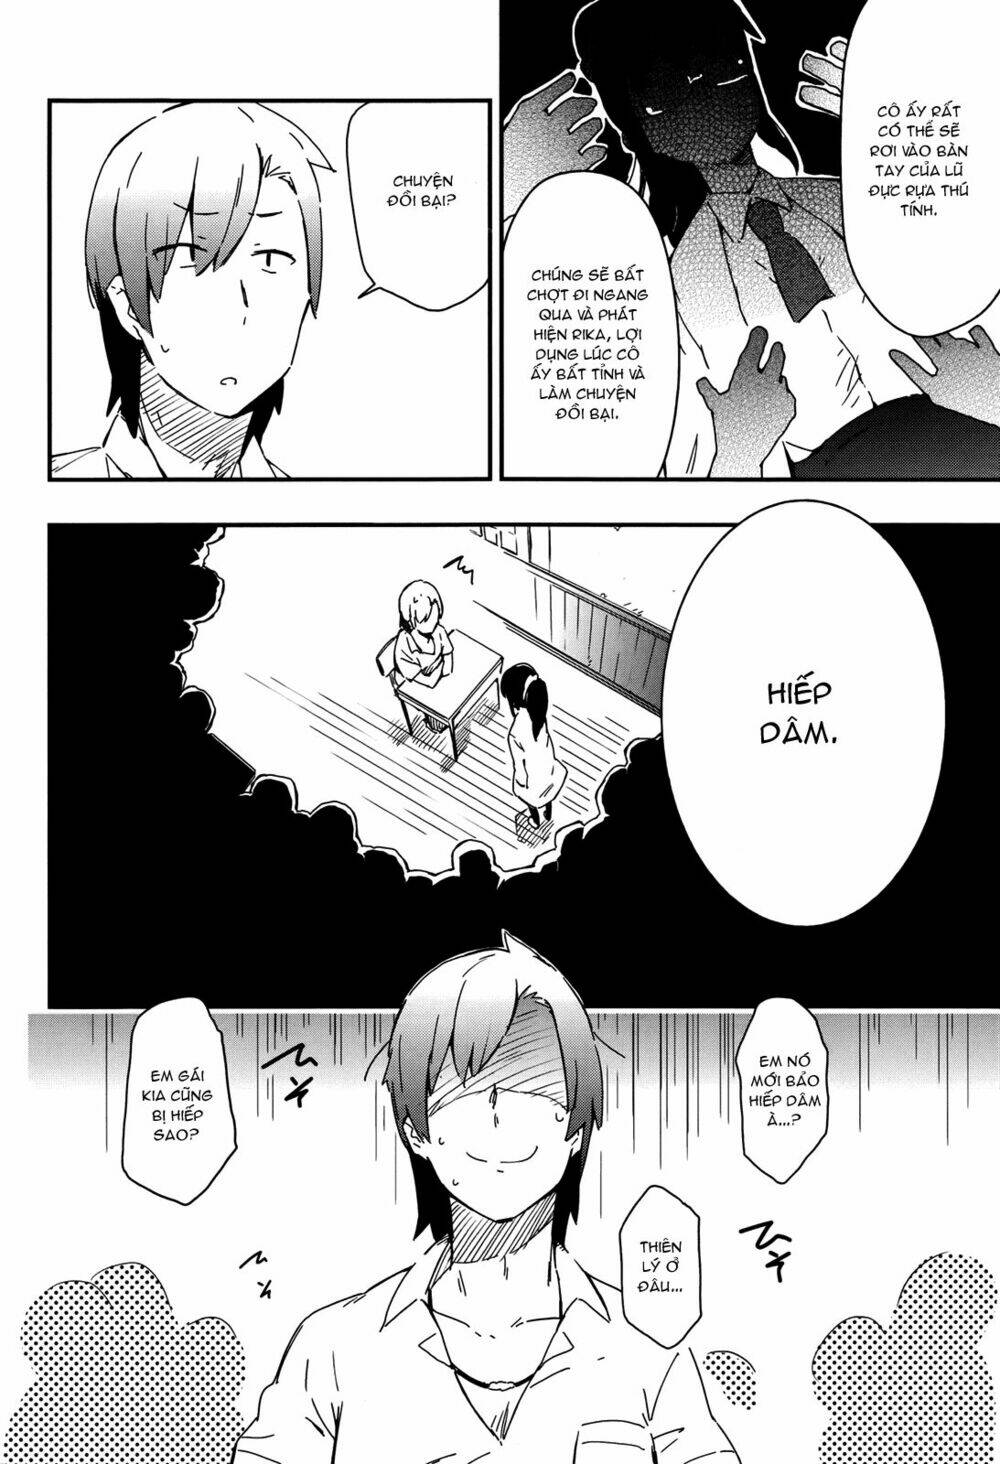 CÔ ẤY RẤT
CÓ THỂ SẼ
RƠI VÀO BÀN
TAY CỦA LŨ
ĐỰC RỰA THÚ
TÍNH.
CHÚNG SẼ BẤT
CHỢT ĐI NGANG
QUA VÀ PHÁT
HIỆN RIKA, LỢI
DỤNG LÚC CÔ
ẤY BẤT TỈNH VÀ
LÀM CHUYỆN
ĐỒI BẠI.
CHUYỆN
ĐỒI BẠI?
HIẾP
DÂM.
EM NÓ
MỚI BẢO
HIẾP DÂM
À...?
THIÊN
LÝ Ở
ĐÂU...
EM GÁI
KIA CŨNG
BỊ HIẾP
SAO?